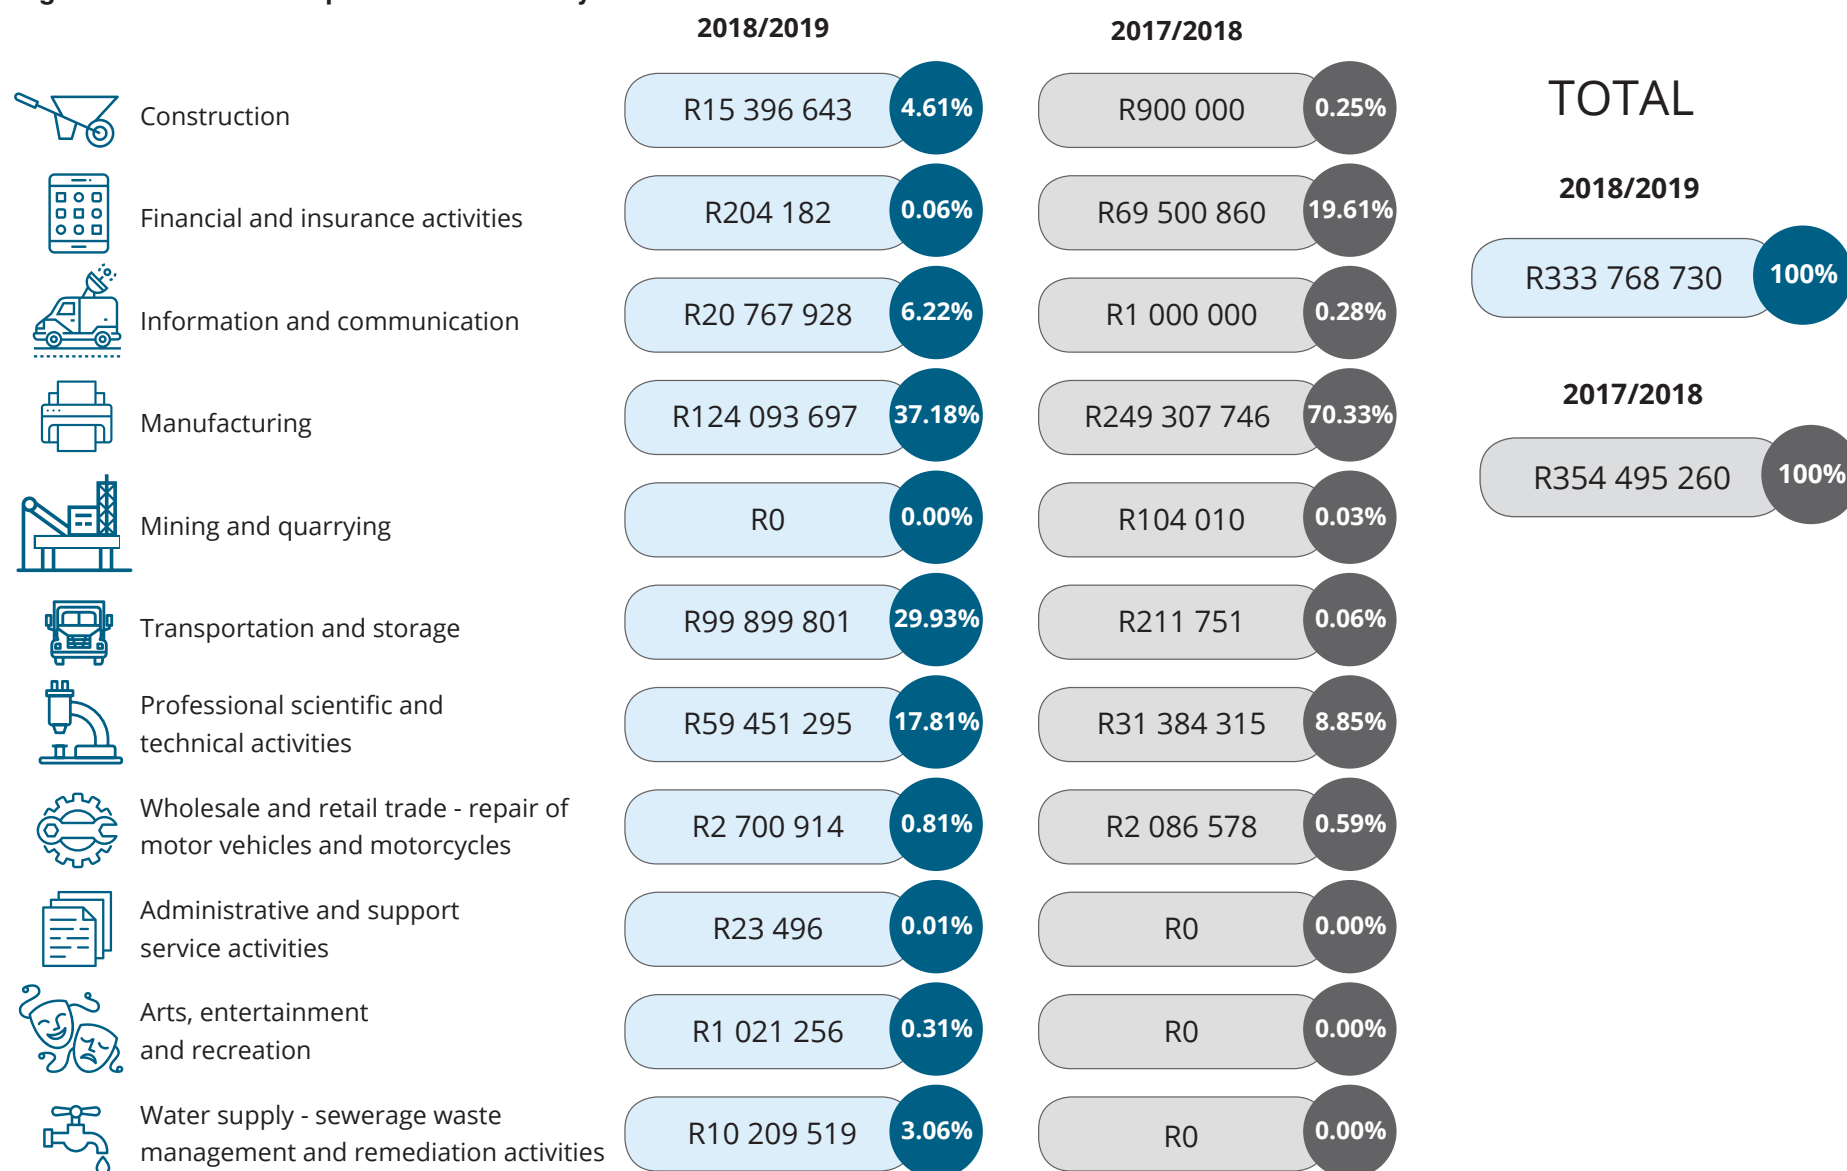 2018/2019
2017/2018
Construction
R15 396 643
4.61%
R900 000
0.25%
Financial and insurance activities
R204 182
0.06%
R69 500 860
19.61%
Information and communication
R20 767 928
6.22%
R1 000 000
0.28%
Manufacturing
R124 093 697
37.18%
R249 307 746
70.33%
Mining and quarrying
R0
0.00%
R104 010
0.03%
Transportation and storage
R99 899 801
29.93%
R211 751
0.06%
Professional scientific and
technical activities
R59 451 295
17.81%
R31 384 315
8.85%
Wholesale and retail trade - repair of
motor vehicles and motorcycles
R2 700 914
0.81%
R2 086 578
0.59%
Administrative and support
service activities
R23 496
0.01%
R0
0.00%
Arts, entertainment
and recreation
R1 021 256
0.31%
R0
0.00%
Water supply - sewerage waste
management and remediation activities
R10 209 519
3.06%
R0
0.00%
TOTAL
2018/2019
R333 768 730
100%
2017/2018
R354 495 260
100%